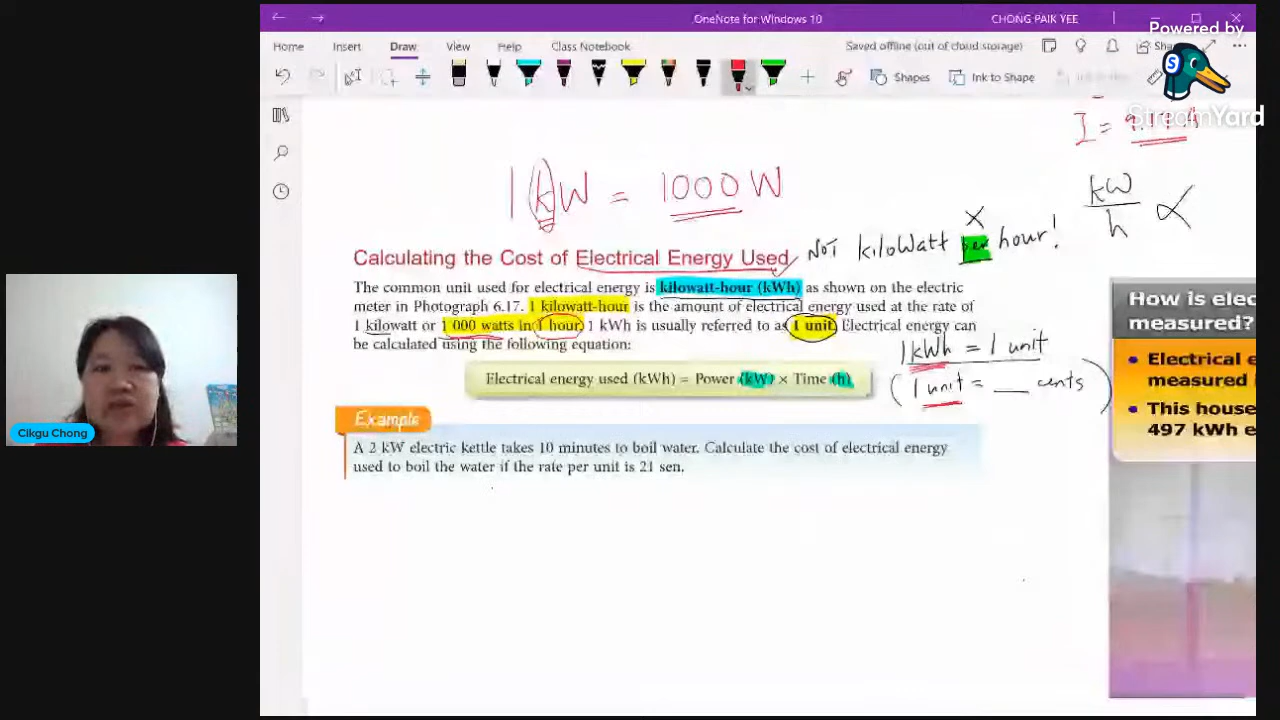 OneNote for Windows 10
CHONG PAIK YEE
Powered by
StreamYard
Home Insert Draw View Help Class Notebook
Saved offline (out of cloud storage)
Shapes Ink to Shape
1 kW = 1000 W
kW
h
Calculating the Cost of Electrical Energy Used
NOT kiloWatt per hour!
X
The common unit used for electrical energy is kilowatt-hour (kWh) as shown on the electric
meter in Photograph 6.17. 1 kilowatt-hour is the amount of electrical energy used at the rate of
1 kilowatt or 1 000 watts in 1 hour. 1 kWh is usually referred to as 1 unit. Electrical energy can
be calculated using the following equation:
1 kWh = 1 unit
(1 unit = __ cents)
Electrical energy used (kWh) = Power (kW) × Time (h)
Example
A 2 kW electric kettle takes 10 minutes to boil water. Calculate the cost of electrical energy
used to boil the water if the rate per unit is 21 sen.
How is elec
measured?
• Electrical e
measured i
• This house
497 kWh e
Cikgu Chong